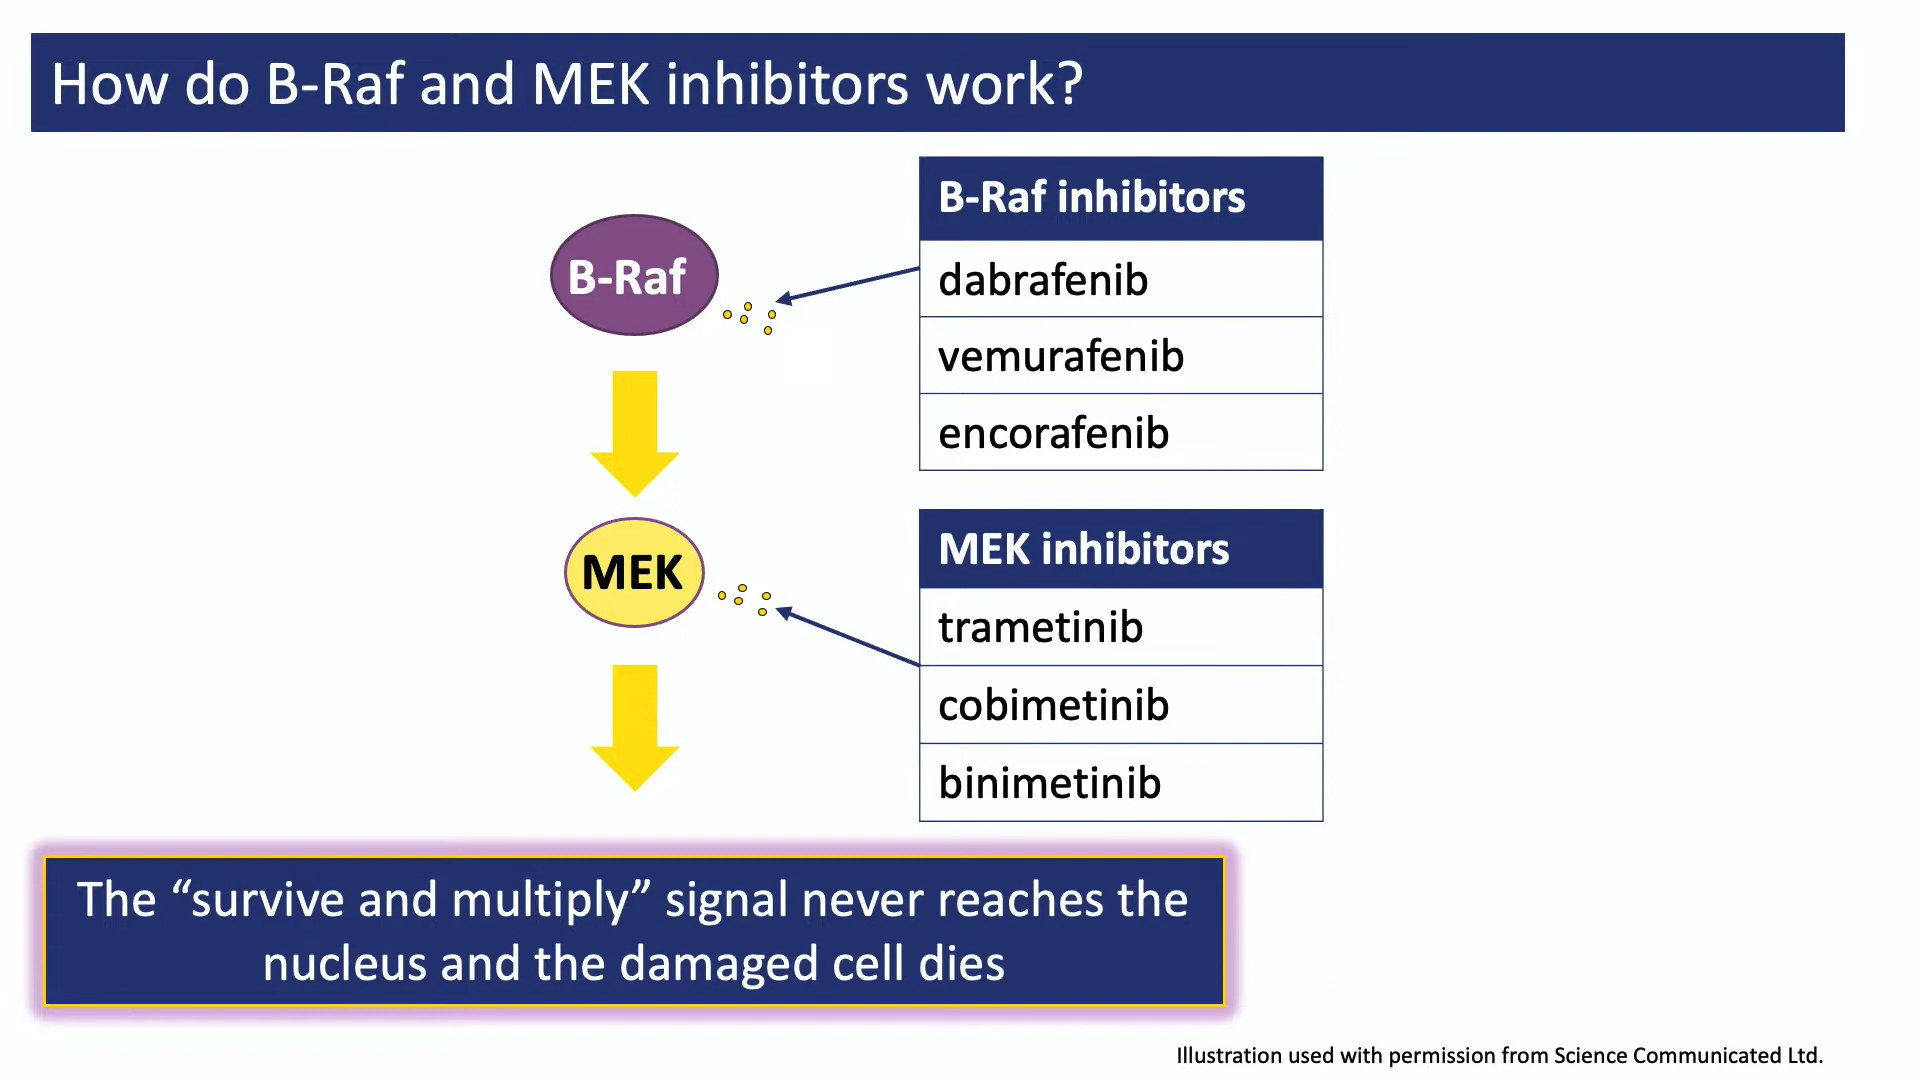 How do B-Raf and MEK inhibitors work?
B-Raf
B-Raf inhibitors
dabrafenib
vemurafenib
encorafenib
MEK
MEK inhibitors
trametinib
cobimetinib
binimetinib
The “survive and multiply” signal never reaches the
nucleus and the damaged cell dies
Illustration used with permission from Science Communicated Ltd.